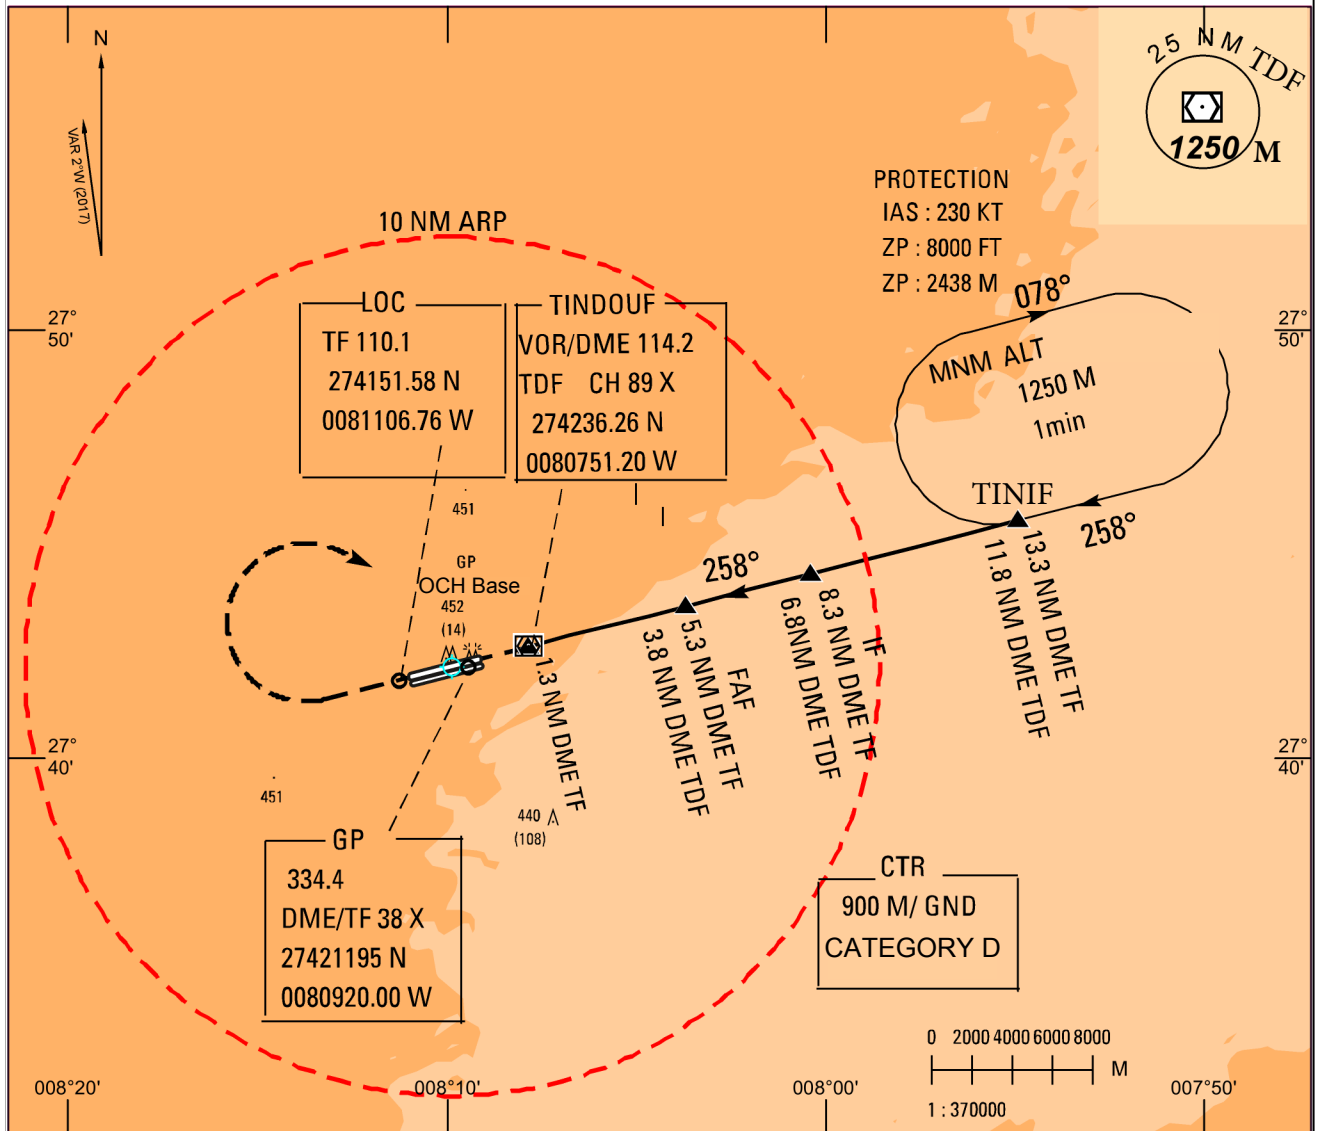 N
VAR 2°W (2017)
25 NM TDF
1250 M
PROTECTION
IAS : 230 KT
ZP : 8000 FT
ZP : 2438 M
10 NM ARP
27°
50'
27°
50'
LOC
TF 110.1
274151.58 N
0081106.76 W
TINDOUF
VOR/DME 114.2
TDF CH 89 X
274236.26 N
0080751.20 W
078°
MNM ALT
1250 M
1min
TINIF
258°
258°
451
GP
OCH Base
452
(14)
13.3 NM DME TF
11.8 NM DME TDF
IF
8.3 NM DME TF
6.8NM DME TDF
FAF
5.3 NM DME TF
3.8 NM DME TDF
1.3 NM DME TF
27°
40'
27°
40'
451
440
(108)
GP
334.4
DME/TF 38 X
27421195 N
0080920.00 W
CTR
900 M/ GND
CATEGORY D
0 2000 4000 6000 8000
M
1 : 370000
008°20'
008°10'
008°00'
007°50'